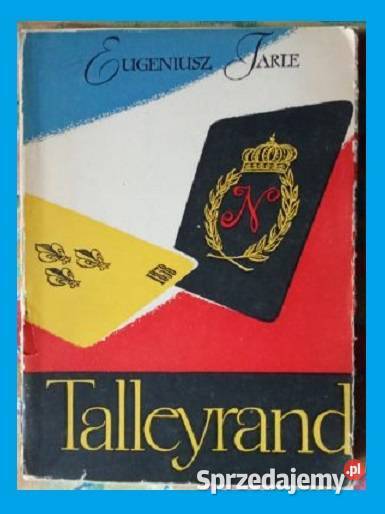 Eugeniusz Tarle
N
Talleyrand
Sprzedajemy.pl